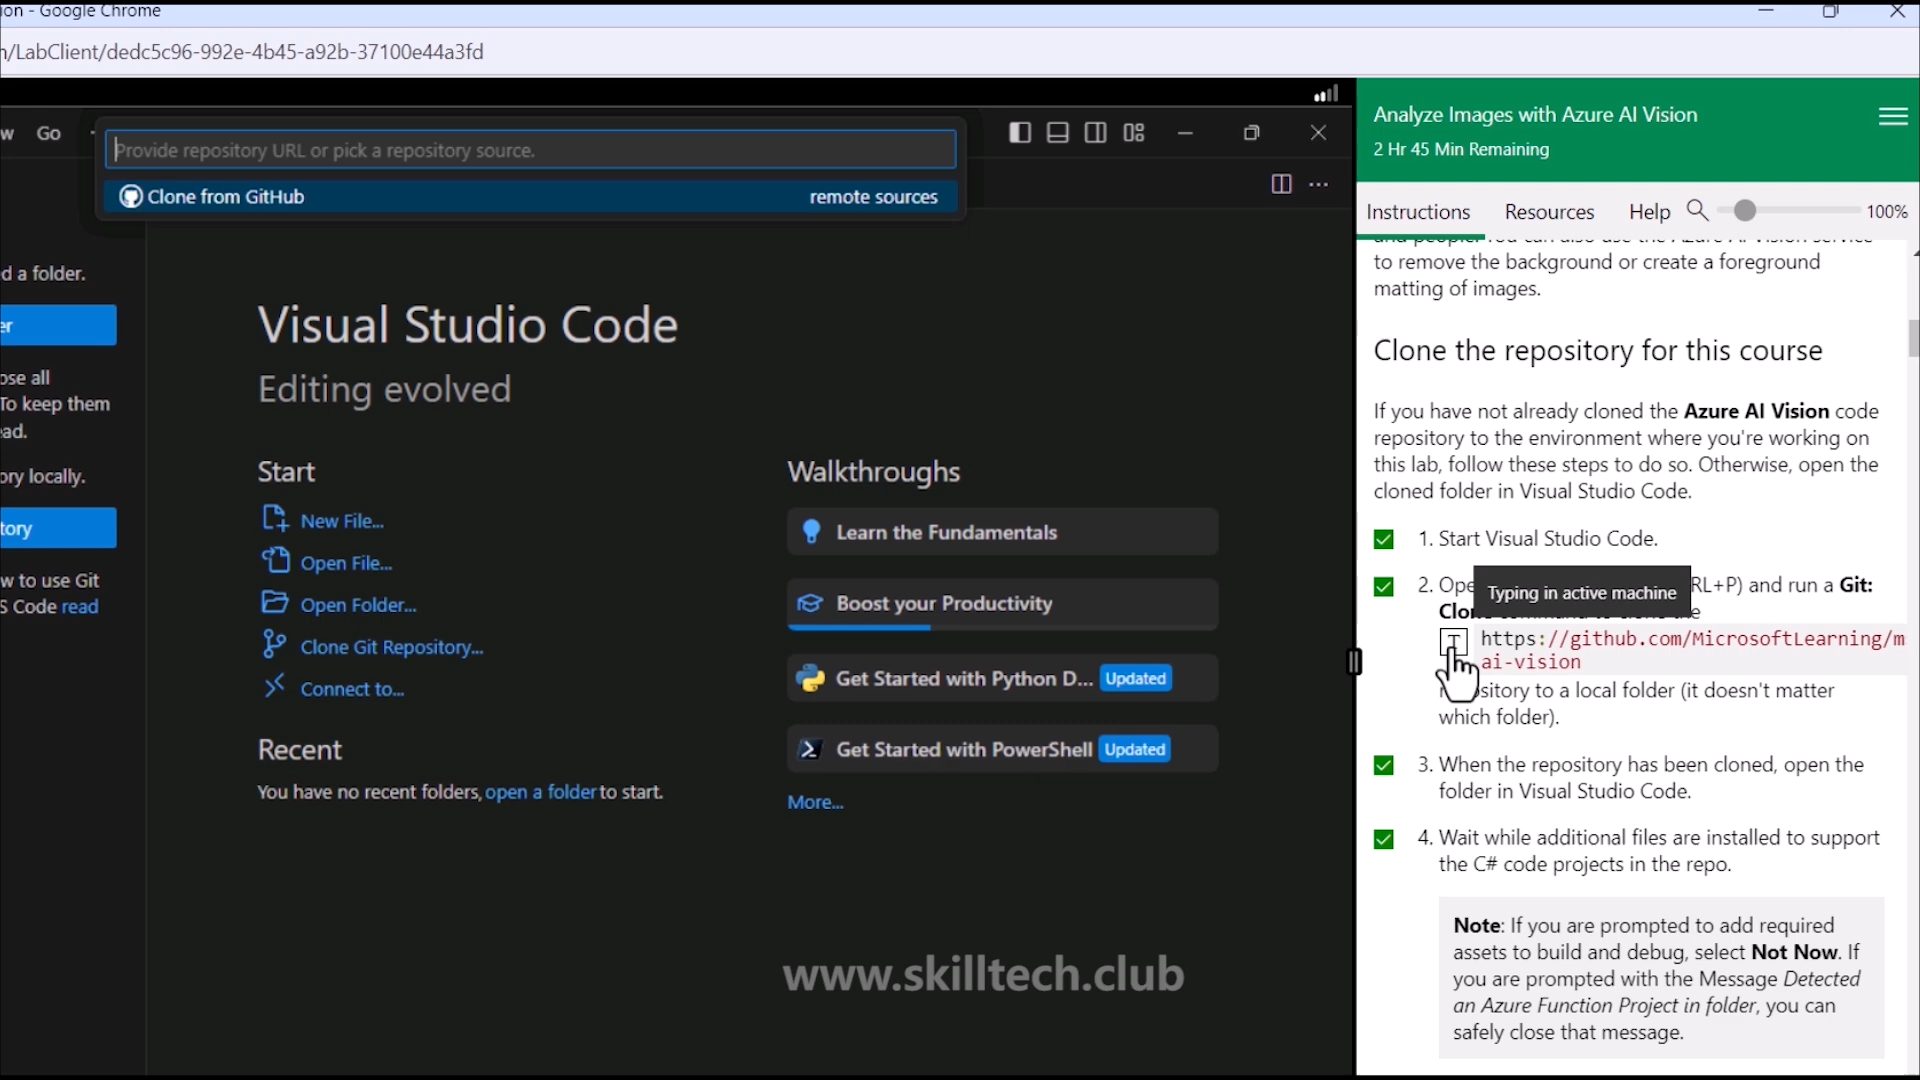 ion - Google Chrome
n/LabClient/dedc5c96-992e-4b45-a92b-37100e44a3fd
w Go
Provide repository URL or pick a repository source.
Clone from GitHub remote sources
d a folder.
er
ose all
To keep them
ad.
ory locally.
tory
w to use Git
S Code read
Visual Studio Code
Editing evolved
Start
New File...
Open File...
Open Folder...
Clone Git Repository...
Connect to...
Recent
You have no recent folders, open a folder to start.
Walkthroughs
Learn the Fundamentals
Boost your Productivity
Get Started with Python D... Updated
Get Started with PowerShell Updated
More...
www.skilltech.club
Analyze Images with Azure AI Vision
2 Hr 45 Min Remaining
Instructions Resources Help 100%
to remove the background or create a foreground
matting of images.
Clone the repository for this course
If you have not already cloned the Azure AI Vision code
repository to the environment where you're working on
this lab, follow these steps to do so. Otherwise, open the
cloned folder in Visual Studio Code.
1. Start Visual Studio Code.
Typing in active machine
2. Ope RL+P) and run a Git:
Clon
T https://github.com/MicrosoftLearning/m
ai-vision
sitory to a local folder (it doesn't matter
which folder).
3. When the repository has been cloned, open the
folder in Visual Studio Code.
4. Wait while additional files are installed to support
the C# code projects in the repo.
Note: If you are prompted to add required
assets to build and debug, select Not Now. If
you are prompted with the Message Detected
an Azure Function Project in folder, you can
safely close that message.